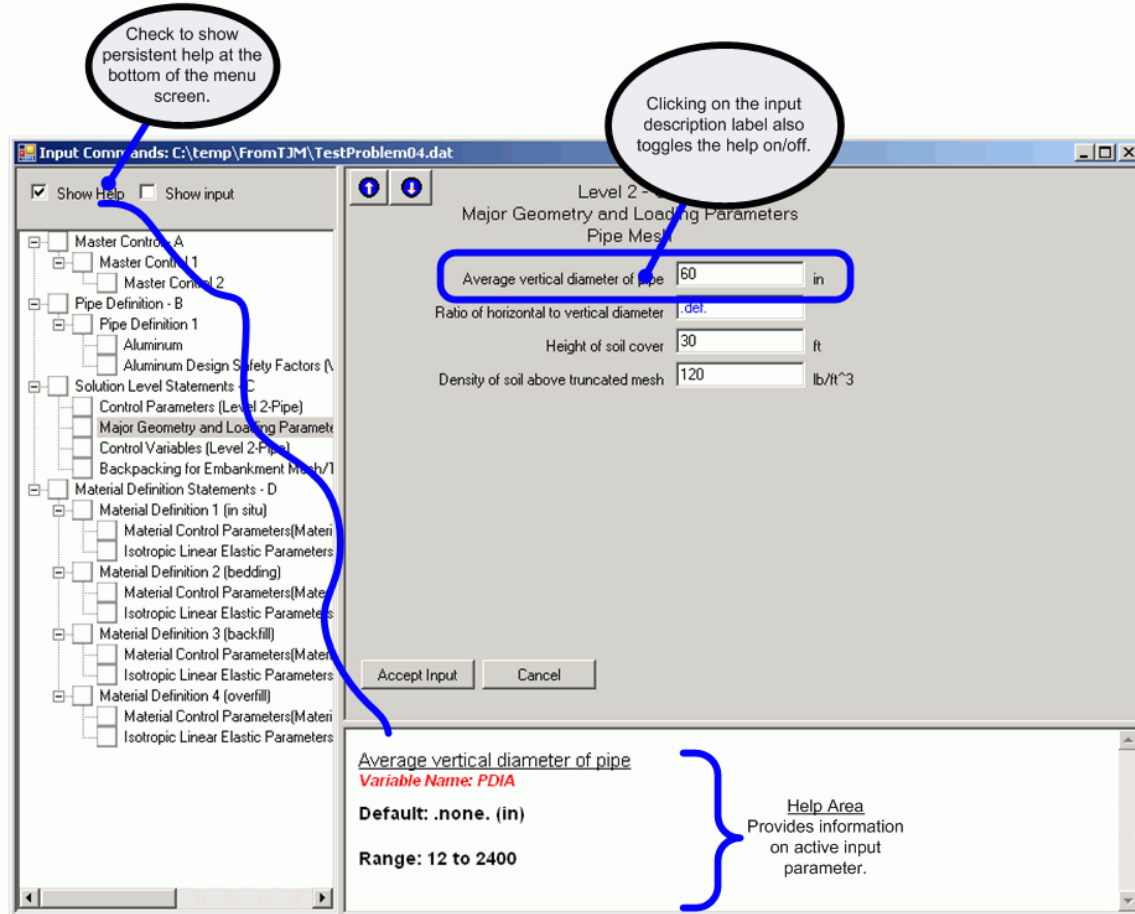 Check to show
persistent help at the
bottom of the menu
screen.
Clicking on the input
description label also
toggles the help on/off.
Input Commands: C:\temp\FromTJM\TestProblem04.dat
Show Help
Show input
Master Control - A
Master Control 1
Master Control 2
Pipe Definition - B
Pipe Definition 1
Aluminum
Aluminum Design Safety Factors (\
Solution Level Statements - C
Control Parameters (Level 2-Pipe)
Major Geometry and Loading Paramete
Control Variables (Level 2-Pipe)
Backpacking for Embankment Mesh/T
Material Definition Statements - D
Material Definition 1 (in situ)
Material Control Parameters(Materi
Isotropic Linear Elastic Parameters
Material Definition 2 (bedding)
Material Control Parameters(Mate
Isotropic Linear Elastic Parameters
Material Definition 3 (backfill)
Material Control Parameters(Materi
Isotropic Linear Elastic Parameters
Material Definition 4 (overfill)
Material Control Parameters(Materi
Isotropic Linear Elastic Parameters
Level 2 -
Major Geometry and Loading Parameters
Pipe Mesh
Average vertical diameter of pipe 60 in
Ratio of horizontal to vertical diameter .def.
Height of soil cover 30 ft
Density of soil above truncated mesh 120 lb/ft^3
Accept Input
Cancel
Average vertical diameter of pipe
Variable Name: PDIA
Default: .none. (in)
Range: 12 to 2400
Help Area
Provides information
on active input
parameter.